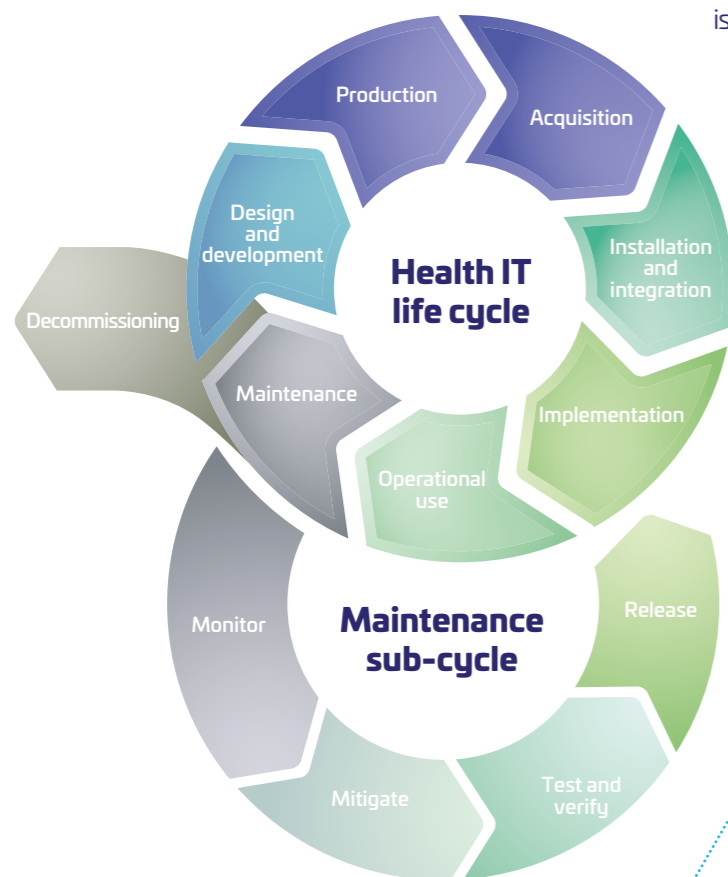 is
Production
Acquisition
Design
and
development
Health IT
life cycle
Installation
and
integration
Decommissioning
Maintenance
Implementation
Operational
use
Monitor
Maintenance
sub-cycle
Release
Mitigate
Test and
verify